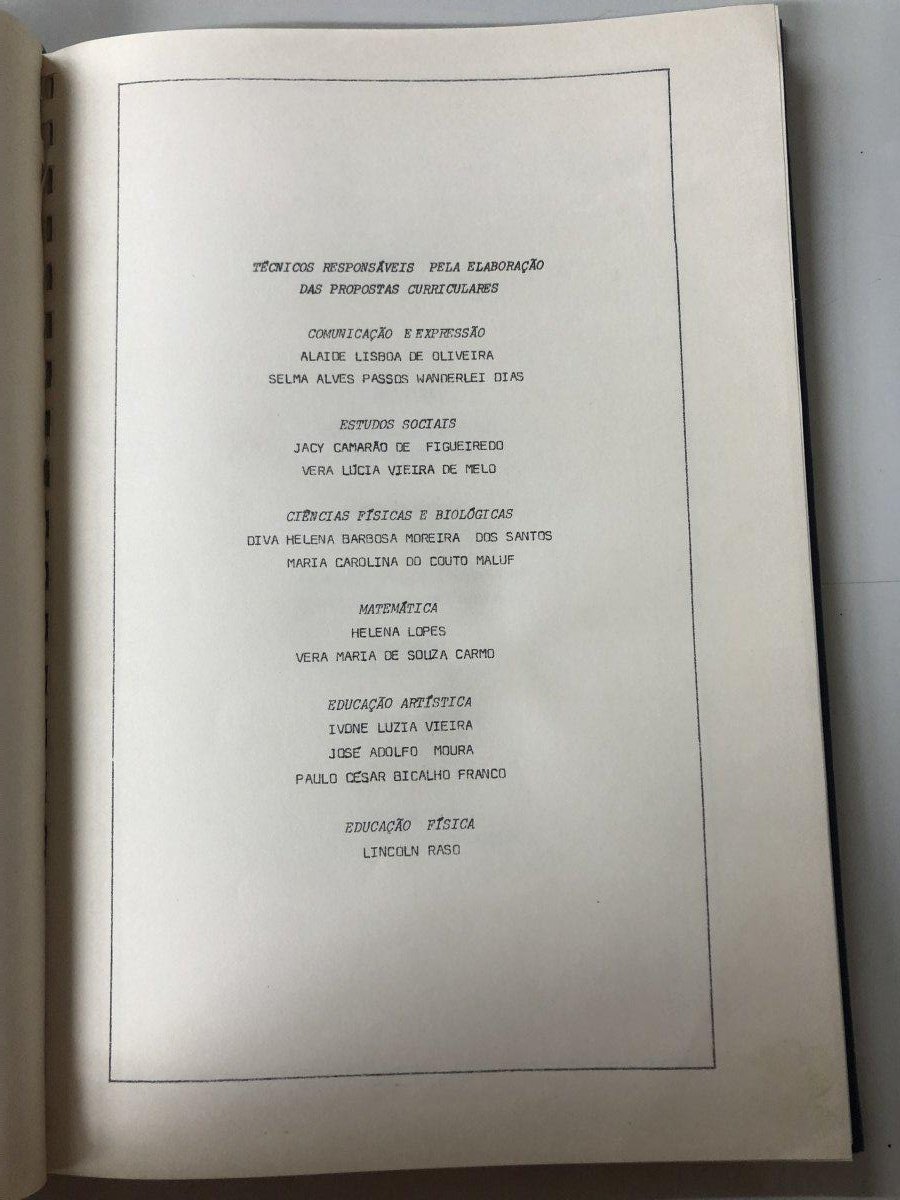 TÉCNICOS RESPONSÁVEIS PELA ELABORAÇÃO
DAS PROPOSTAS CURRICULARES
COMUNICAÇÃO E EXPRESSÃO
ALAIDE LISBOA DE OLIVEIRA
SELMA ALVES PASSOS WANDERLEI DIAS
ESTUDOS SOCIAIS
JACY CAMARÃO DE FIGUEIREDO
VERA LÚCIA VIEIRA DE MELO
CIÊNCIAS FÍSICAS E BIOLÓGICAS
DIVA HELENA BARBOSA MOREIRA DOS SANTOS
MARIA CAROLINA DO COUTO MALUF
MATEMÁTICA
HELENA LOPES
VERA MARIA DE SOUZA CARMO
EDUCAÇÃO ARTÍSTICA
IVONE LUZIA VIEIRA
JOSÉ ADOLFO MOURA
PAULO CÉSAR BICALHO FRANCO
EDUCAÇÃO FÍSICA
LINCOLN RASO